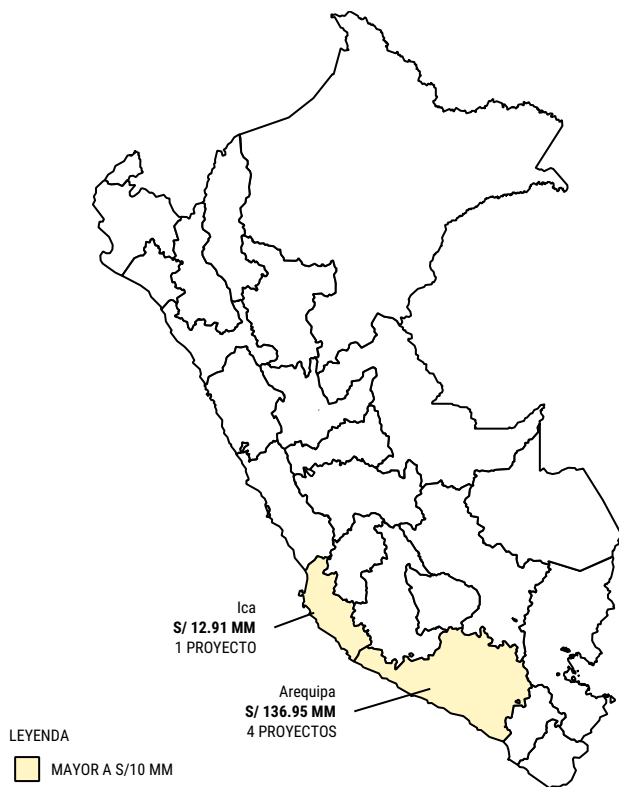 Ica
S/ 12.91 MM
1 PROYECTO
Arequipa
S/ 136.95 MM
4 PROYECTOS
LEYENDA
MAYOR A S/10 MM